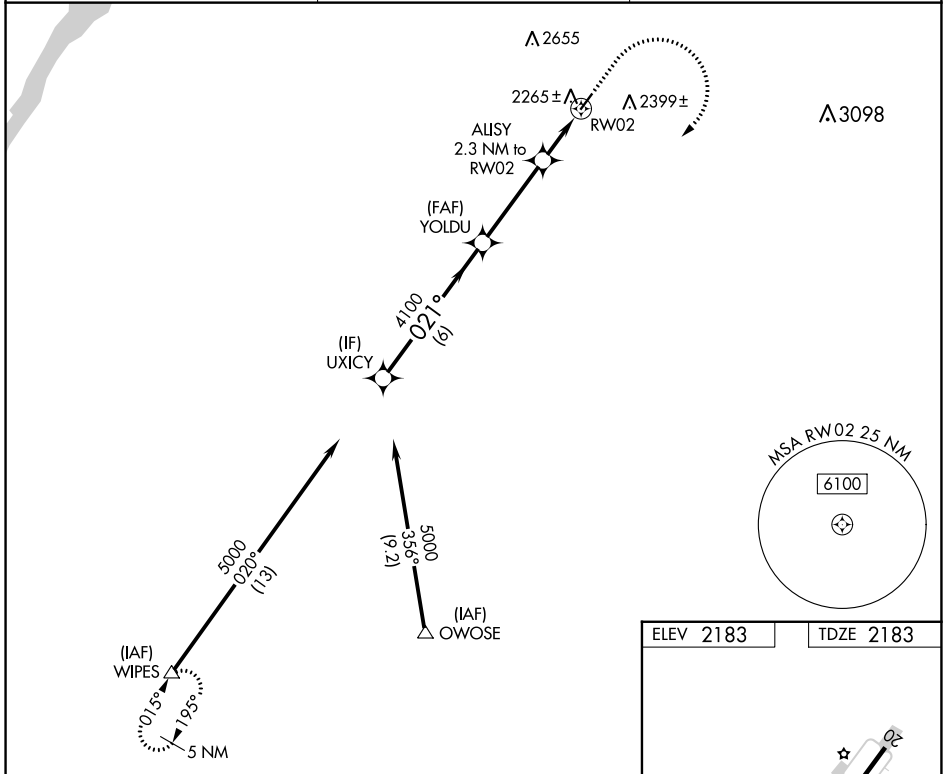 2655
2265±
2399±
3098
RW02
ALISY
2.3 NM to
RW02
(FAF)
YOLDU
4100
021°
(6)
(IF)
UXICY
MSA RW02 25 NM
6100
5000
020°
(13)
5000
356°
(9.2)
(IAF)
OWOSE
(IAF)
WIPES
015°
195°
5 NM
ELEV 2183
TDZE 2183
20